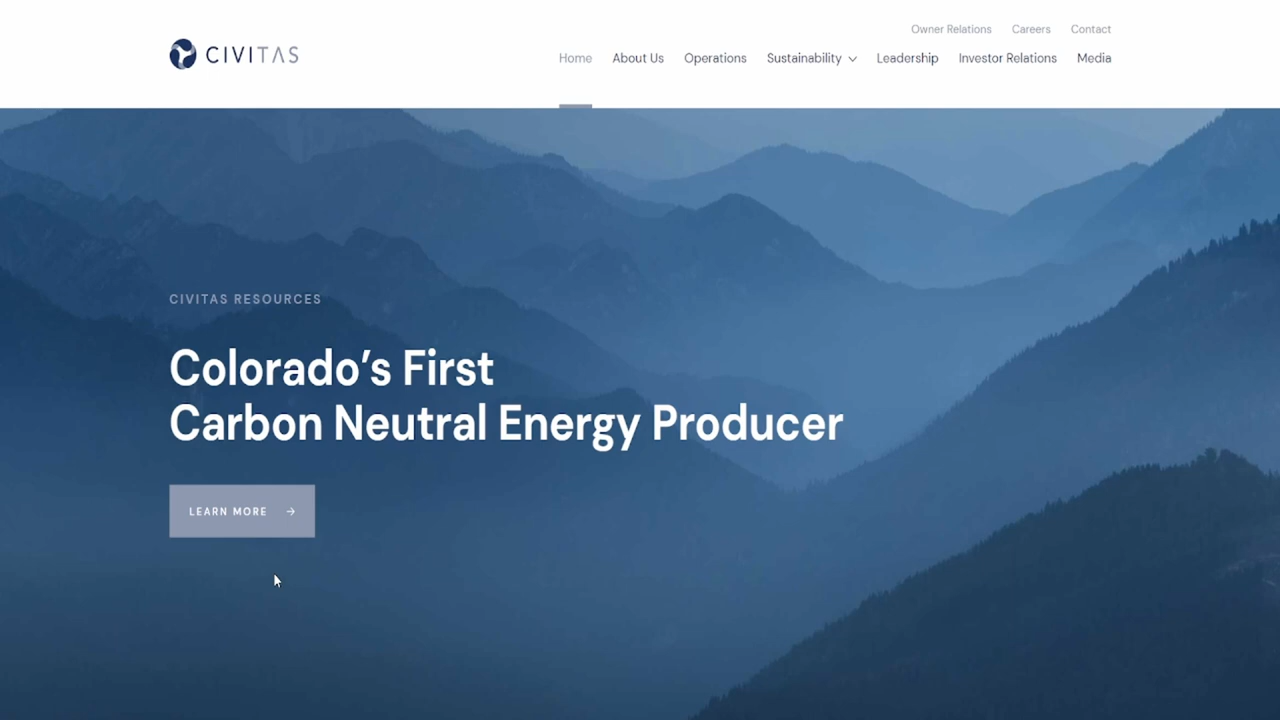 Owner Relations Careers Contact
CIVITAS
Home About Us Operations Sustainability Leadership Investor Relations Media
CIVITAS RESOURCES
Colorado’s First
Carbon Neutral Energy Producer
LEARN MORE →